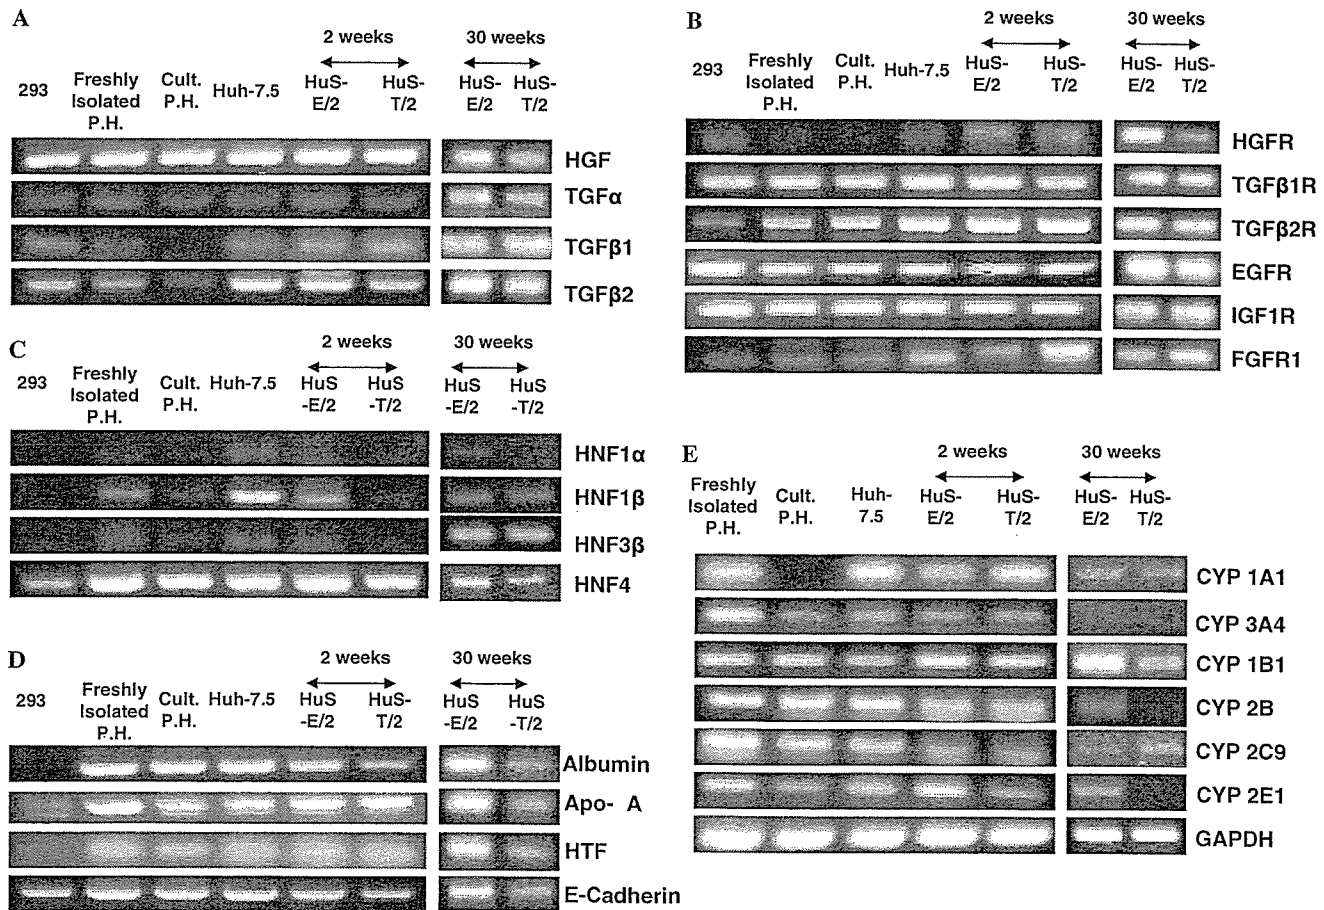 A
2 weeks
30 weeks
293
Freshly
Isolated
P.H.
Cult.
P.H.
Huh-7.5
HuS-
E/2
HuS-
T/2
HuS-
E/2
HuS-
T/2
HGF
TGFα
TGFβ1
TGFβ2
B
2 weeks
30 weeks
293
Freshly
Isolated
P.H.
Cult.
P.H.
Huh-7.5
HuS-
E/2
HuS-
T/2
HuS-
E/2
HuS-
T/2
HGFR
TGFβ1R
TGFβ2R
EGFR
IGF1R
FGFR1
C
2 weeks
30 weeks
293
Freshly
Isolated
P.H.
Cult.
P.H.
Huh-7.5
HuS
-E/2
HuS
-T/2
HuS
-E/2
HuS
-T/2
HNF1α
HNF1β
HNF3β
HNF4
D
2 weeks
30 weeks
293
Freshly
Isolated
P.H.
Cult.
P.H.
Huh-7.5
HuS
-E/2
HuS-
T/2
HuS
-E/2
HuS
-T/2
Albumin
Apo- A
HTF
E-Cadherin
E
2 weeks
30 weeks
Freshly
Isolated
P.H.
Cult.
P.H.
Huh-
7.5
HuS-
E/2
HuS-
T/2
HuS-
E/2
HuS-
T/2
CYP 1A1
CYP 3A4
CYP 1B1
CYP 2B
CYP 2C9
CYP 2E1
GAPDH